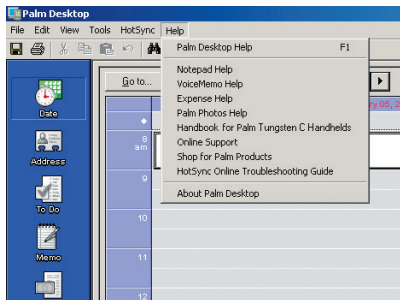 Palm Desktop
File Edit View Tools HotSync Help
Palm Desktop Help F1
Notepad Help
VoiceMemo Help
Expense Help
Palm Photos Help
Handbook for Palm Tungsten C Handhelds
Online Support
Shop for Palm Products
HotSync Online Troubleshooting Guide
About Palm Desktop
Go to...
05, 2
Date
Address
To Do
Memo
8
am
9
10
11
12